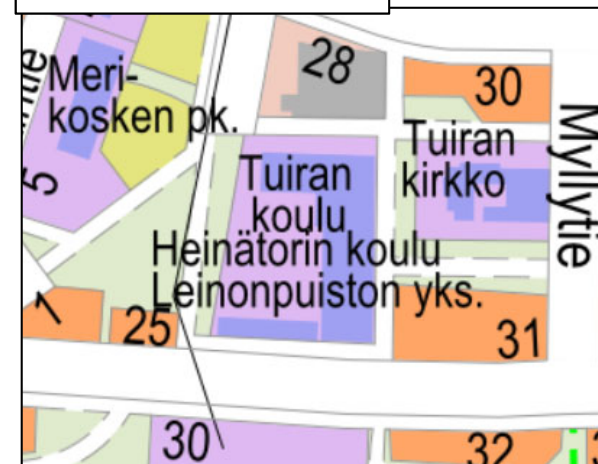 28
30
Meri-
kosken pk.
Myllytie
Tuiran
kirkko
5
Tuiran
koulu
Heinätorin koulu
Leinonpuiston yks.
1
25
31
30
32